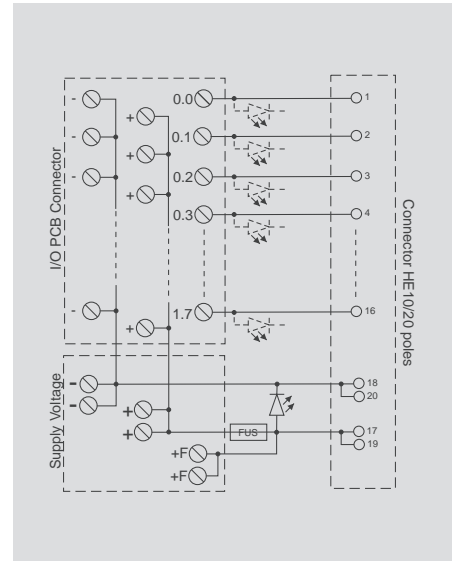 - 0.0 1
+
- 0.1 2
+
- 0.2 3
+
0.3 4
I/O PCB Connector
Connector HE10/20 poles
- 1.7 16
+
Supply Voltage
- 18
- 20
+
+ FUS 17
19
+F
+F